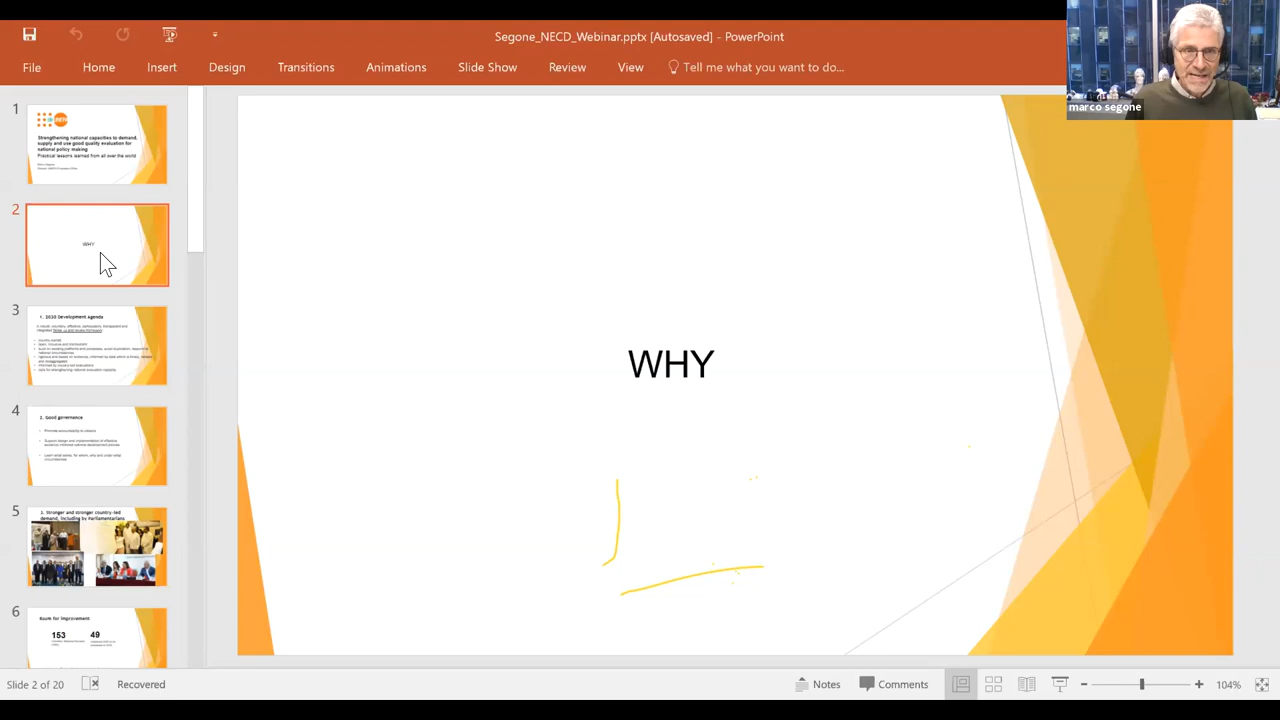 Segone_NECD_Webinar.pptx [Autosaved] - PowerPoint
File Home Insert Design Transitions Animations Slide Show Review View Tell me what you want to do...
marco segone
1
Strengthening national capacities to demand,
supply and use good quality evaluation for
national policy making
Practical lessons learned from all over the world
2
WHY
3
1. 2030 Development Agenda
4
2. Good governance
Promote accountability to citizens
5
3. Stronger and stronger country-led
demand, including by Parliamentarians
6
Room for improvement
153
49
WHY
Slide 2 of 20
Recovered
Notes
Comments
104%